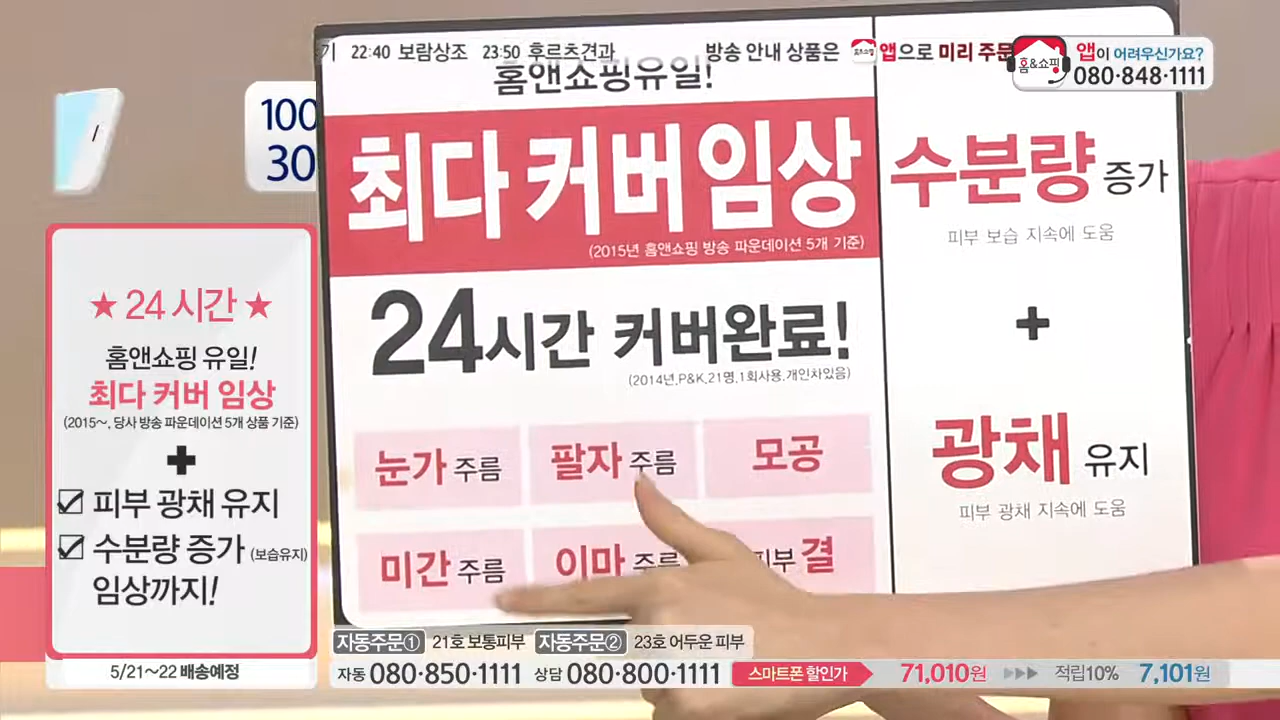 기 22:40 보람상조 23:50 후르츠견과 방송 안내 상품은 홈&쇼핑 앱으로 미리 주문
홈&쇼핑
앱이 어려우신가요?
080·848·1111
100
30
홈앤쇼핑유일!
최다 커버 임상
(2015년 홈앤쇼핑 방송 파운데이션 5개 기준)
24시간 커버완료!
(2014년,P&K,21명,1회사용,개인차있음)
눈가 주름
팔자 주름
모공
미간 주름
이마 주름
피부 결
수분량 증가
피부 보습 지속에 도움
+
광채 유지
피부 광채 지속에 도움
★ 24시간 ★
홈앤쇼핑 유일!
최다 커버 임상
(2015~, 당사 방송 파운데이션 5개 상품 기준)
+
피부 광채 유지
수분량 증가 (보습유지)
임상까지!
5/21~22 배송예정
자동주문① 21호 보통피부 자동주문② 23호 어두운 피부
자동 080·850·1111 상담 080·800·1111 스마트폰 할인가 71,010원 적립10% 7,101원